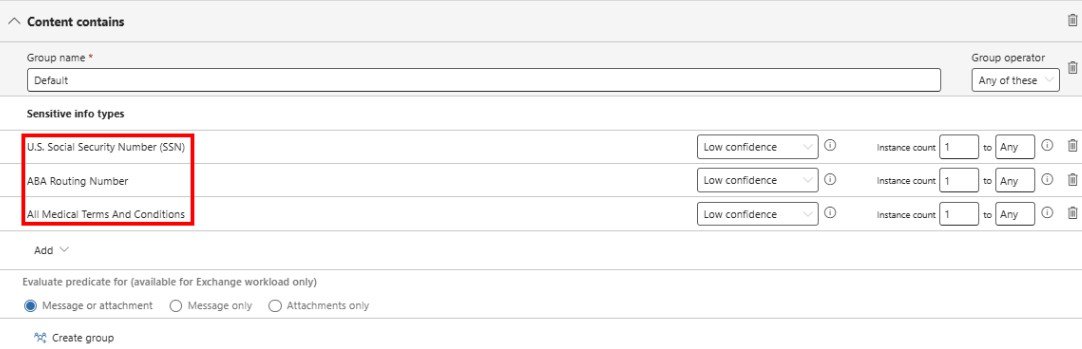 Content contains
Group name *
Group operator
Default
Any of these
Sensitive info types
U.S. Social Security Number (SSN) Low confidence Instance count 1 to Any
ABA Routing Number Low confidence Instance count 1 to Any
All Medical Terms And Conditions Low confidence Instance count 1 to Any
Add
Evaluate predicate for (available for Exchange workload only)
Message or attachment Message only Attachments only
Create group